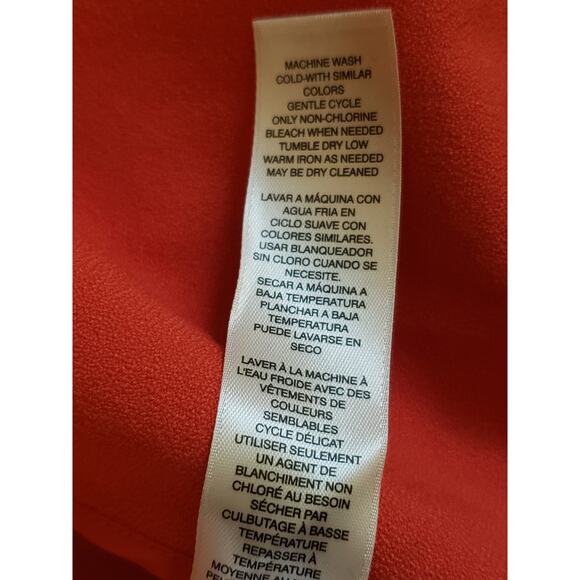 MACHINE WASH
COLD-WITH SIMILAR
COLORS
GENTLE CYCLE
ONLY NON-CHLORINE
BLEACH WHEN NEEDED
TUMBLE DRY LOW
WARM IRON AS NEEDED
MAY BE DRY CLEANED
LAVAR A MÁQUINA CON
AGUA FRIA EN
CICLO SUAVE CON
COLORES SIMILARES.
USAR BLANQUEADOR
SIN CLORO CUANDO SE
NECESITE.
SECAR A MÁQUINA A
BAJA TEMPERATURA
PLANCHAR A BAJA
TEMPERATURA
PUEDE LAVARSE EN
SECO
LAVER À LA MACHINE À
L'EAU FROIDE AVEC DES
VÊTEMENTS DE
COULEURS
SEMBLABLES
CYCLE DÉLICAT
UTILISER SEULEMENT
UN AGENT DE
BLANCHIMENT NON
CHLORÉ AU BESOIN
SÉCHER PAR
CULBUTAGE À BASSE
TEMPÉRATURE
REPASSER À
TEMPÉRATURE
MOYENNE AU